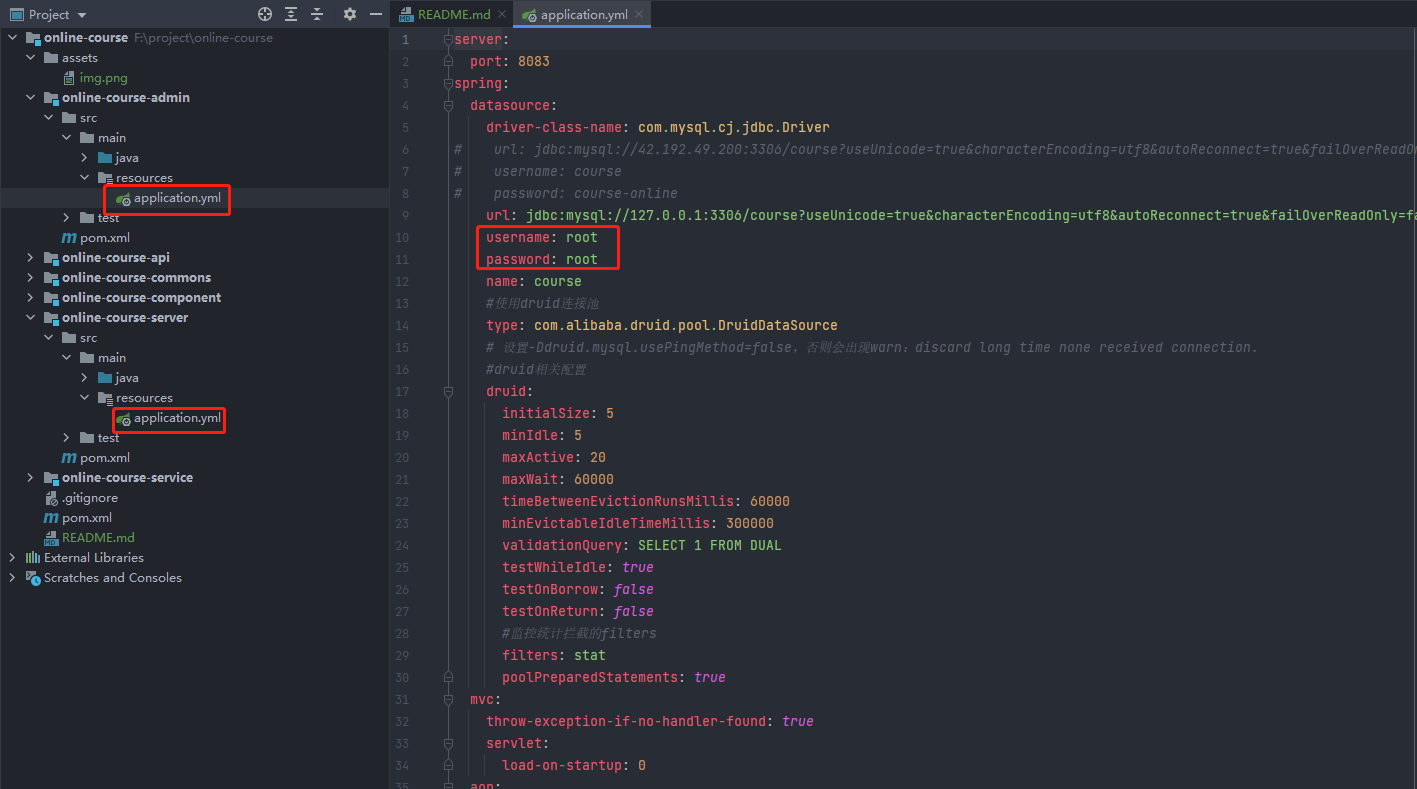 Project
online-course F:\project\online-course
assets
img.png
online-course-admin
src
main
java
resources
application.yml
test
pom.xml
online-course-api
online-course-commons
online-course-component
online-course-server
src
main
java
resources
application.yml
test
pom.xml
online-course-service
.gitignore
pom.xml
README.md
External Libraries
Scratches and Consoles
README.md
application.yml
1 server:
2 port: 8083
3 spring:
4 datasource:
5 driver-class-name: com.mysql.cj.jdbc.Driver
6 # url: jdbc:mysql://42.192.49.200:3306/course?useUnicode=true&characterEncoding=utf8&autoReconnect=true&failOverReadO
7 # username: course
8 # password: course-online
9 url: jdbc:mysql://127.0.0.1:3306/course?useUnicode=true&characterEncoding=utf8&autoReconnect=true&failOverReadOnly=fa
10 username: root
11 password: root
12 name: course
13 #使用druid连接池
14 type: com.alibaba.druid.pool.DruidDataSource
15 # 设置-Ddruid.mysql.usePingMethod=false，否则会出现warn：discard long time none received connection.
16 #druid相关配置
17 druid:
18 initialSize: 5
19 minIdle: 5
20 maxActive: 20
21 maxWait: 60000
22 timeBetweenEvictionRunsMillis: 60000
23 minEvictableIdleTimeMillis: 300000
24 validationQuery: SELECT 1 FROM DUAL
25 testWhileIdle: true
26 testOnBorrow: false
27 testOnReturn: false
28 #监控统计拦截的filters
29 filters: stat
30 poolPreparedStatements: true
31 mvc:
32 throw-exception-if-no-handler-found: true
33 servlet:
34 load-on-startup: 0
35 aop: